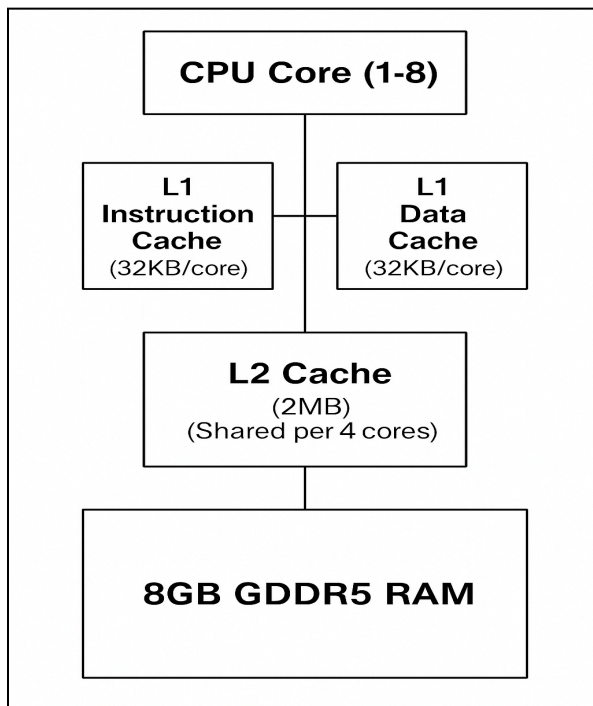 CPU Core (1-8)
L1
Instruction
Cache
(32KB/core)
L1
Data
Cache
(32KB/core)
L2 Cache
(2MB)
(Shared per 4 cores)
8GB GDDR5 RAM